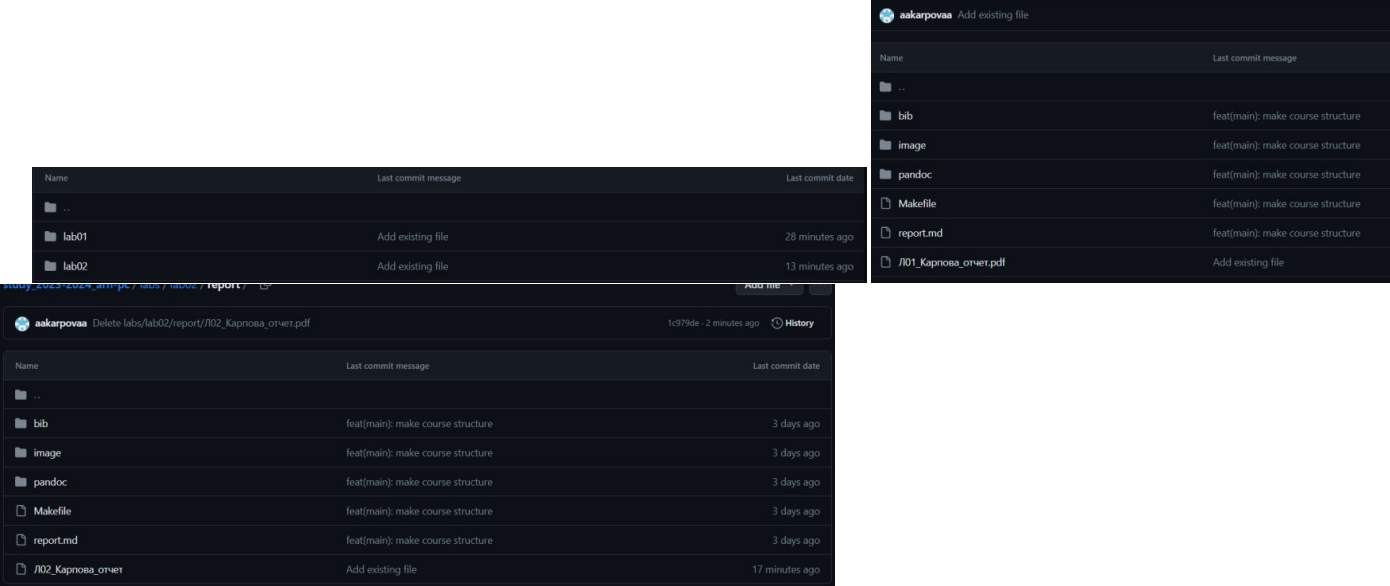 aakarpovaa Add existing file
Name Last commit message
..
bib feat(main): make course structure
image feat(main): make course structure
pandoc feat(main): make course structure
Makefile feat(main): make course structure
report.md feat(main): make course structure
Л01_Карпова_отчет.pdf Add existing file
Name Last commit message Last commit date
..
lab01 Add existing file 28 minutes ago
lab02 Add existing file 13 minutes ago
study_2023-2024_arh-pc / labs / lab02 / report / Add file
aakarpovaa Delete labs/lab02/report/Л02_Карпова_отчет.pdf 1c979de · 2 minutes ago History
Name Last commit message Last commit date
..
bib feat(main): make course structure 3 days ago
image feat(main): make course structure 3 days ago
pandoc feat(main): make course structure 3 days ago
Makefile feat(main): make course structure 3 days ago
report.md feat(main): make course structure 3 days ago
Л02_Карпова_отчет Add existing file 17 minutes ago